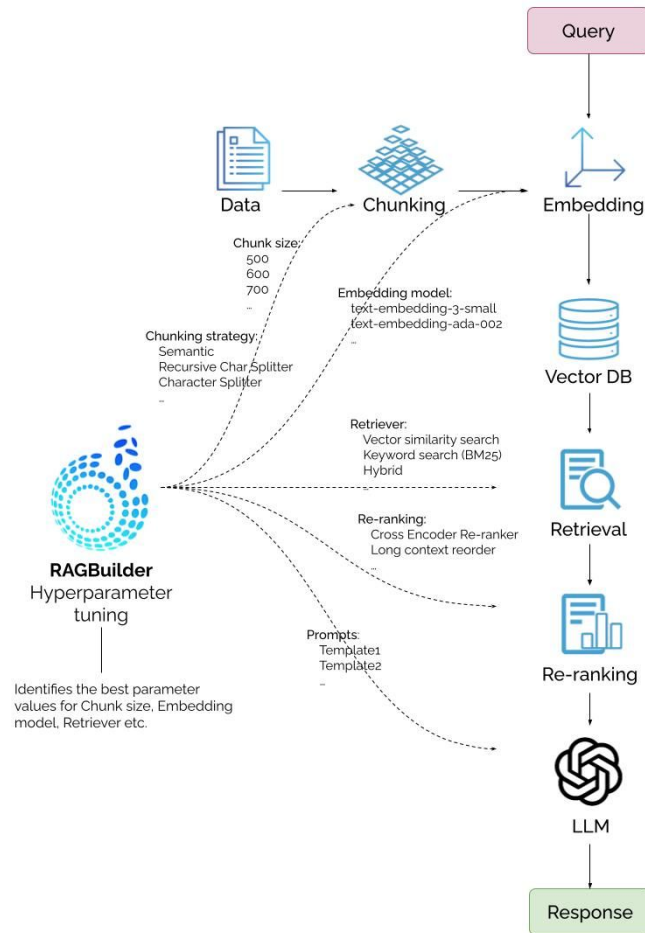 Query
Data
Chunking
Embedding
Chunk size:
500
600
700
...
Embedding model:
text-embedding-3-small
text-embedding-ada-002
...
Chunking strategy:
Semantic
Recursive Char Splitter
Character Splitter
...
Vector DB
Retriever:
Vector similarity search
Keyword search (BM25)
Hybrid
...
Retrieval
Re-ranking:
Cross Encoder Re-ranker
Long context reorder
...
RAGBuilder
Hyperparameter
tuning
Prompts:
Template1
Template2
...
Re-ranking
Identifies the best parameter
values for Chunk size, Embedding
model, Retriever etc.
LLM
Response